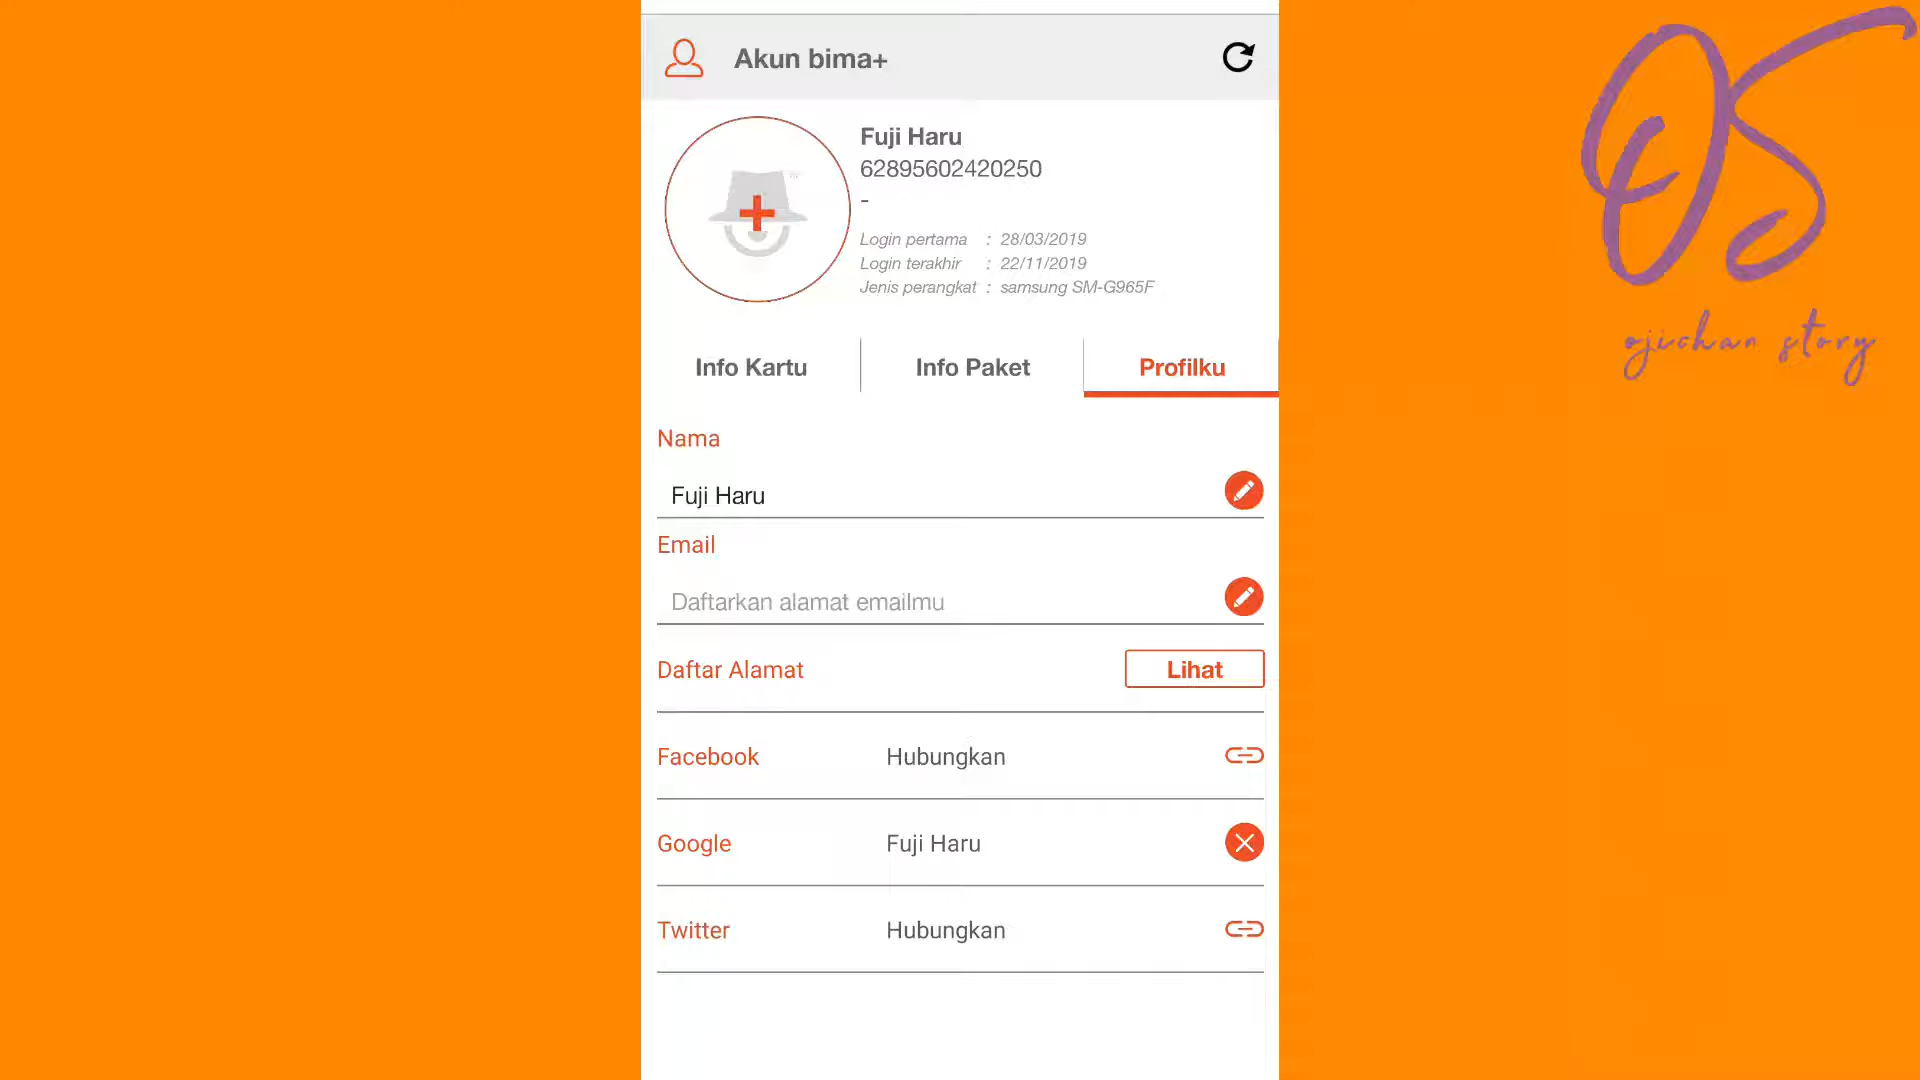 Akun bima+
Fuji Haru
62895602420250
-
Login pertama : 28/03/2019
Login terakhir : 22/11/2019
Jenis perangkat : samsung SM-G965F
Info Kartu Info Paket Profilku
Nama
Fuji Haru
Email
Daftarkan alamat emailmu
Daftar Alamat Lihat
Facebook Hubungkan
Google Fuji Haru
Twitter Hubungkan
OS
ojichan story